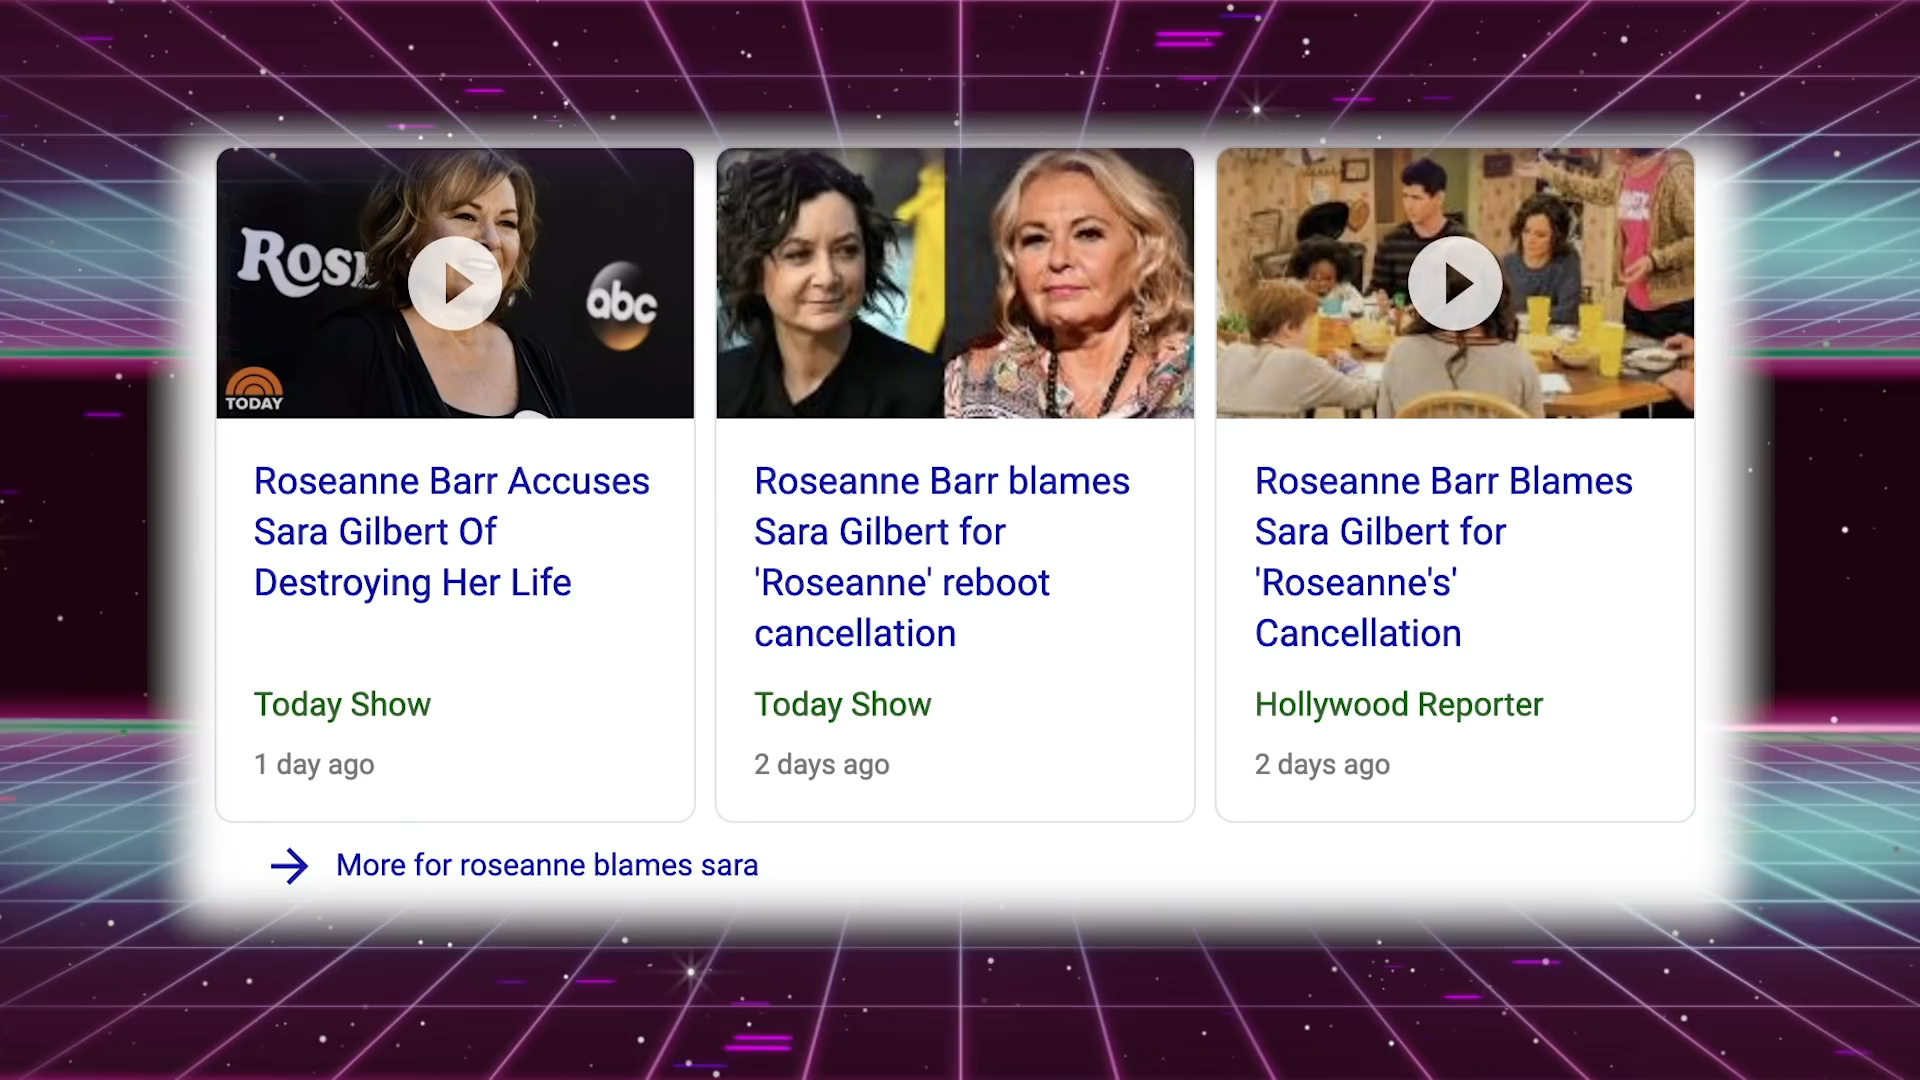 Ros
abc
TODAY
Roseanne Barr Accuses
Sara Gilbert Of
Destroying Her Life
Today Show
1 day ago
Roseanne Barr blames
Sara Gilbert for
'Roseanne' reboot
cancellation
Today Show
2 days ago
Roseanne Barr Blames
Sara Gilbert for
'Roseanne's'
Cancellation
Hollywood Reporter
2 days ago
More for roseanne blames sara